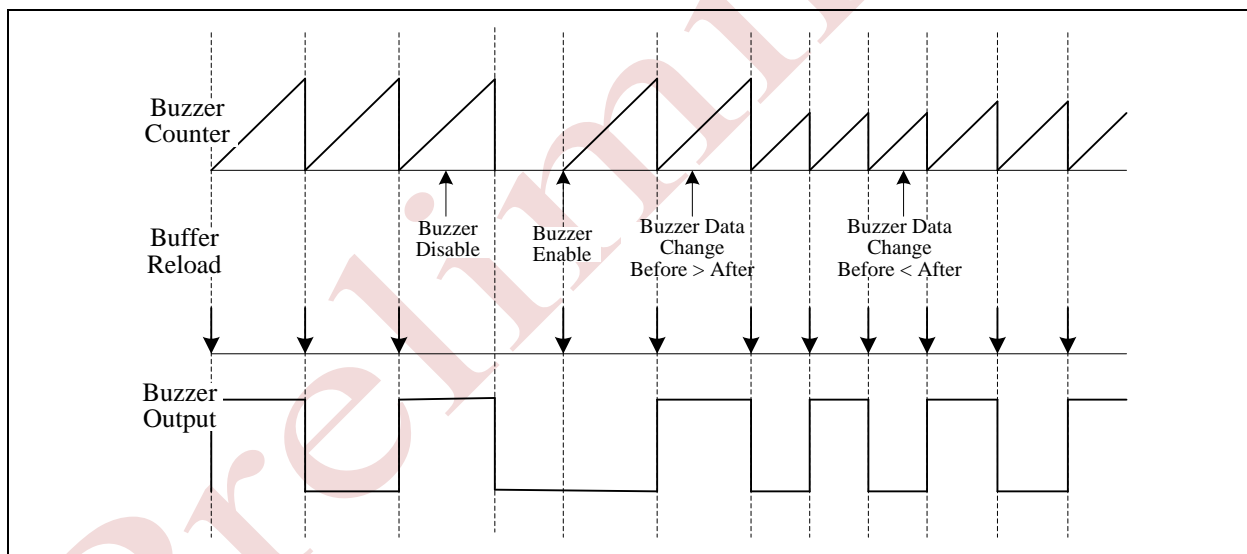 Buzzer
Counter
Buffer
Reload
Buzzer
Disable
Buzzer
Enable
Buzzer Data
Change
Before > After
Buzzer Data
Change
Before < After
Buzzer
Output